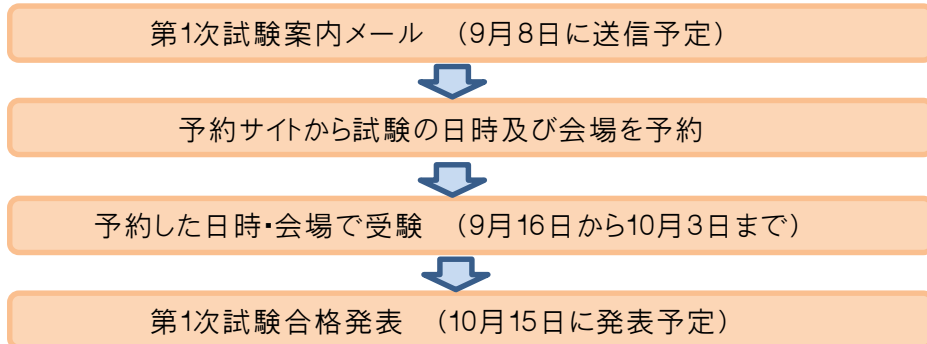 第1次試験案内メール　（9月8日に送信予定）
予約サイトから試験の日時及び会場を予約
予約した日時・会場で受験　（9月16日から10月3日まで）
第1次試験合格発表　（10月15日に発表予定）